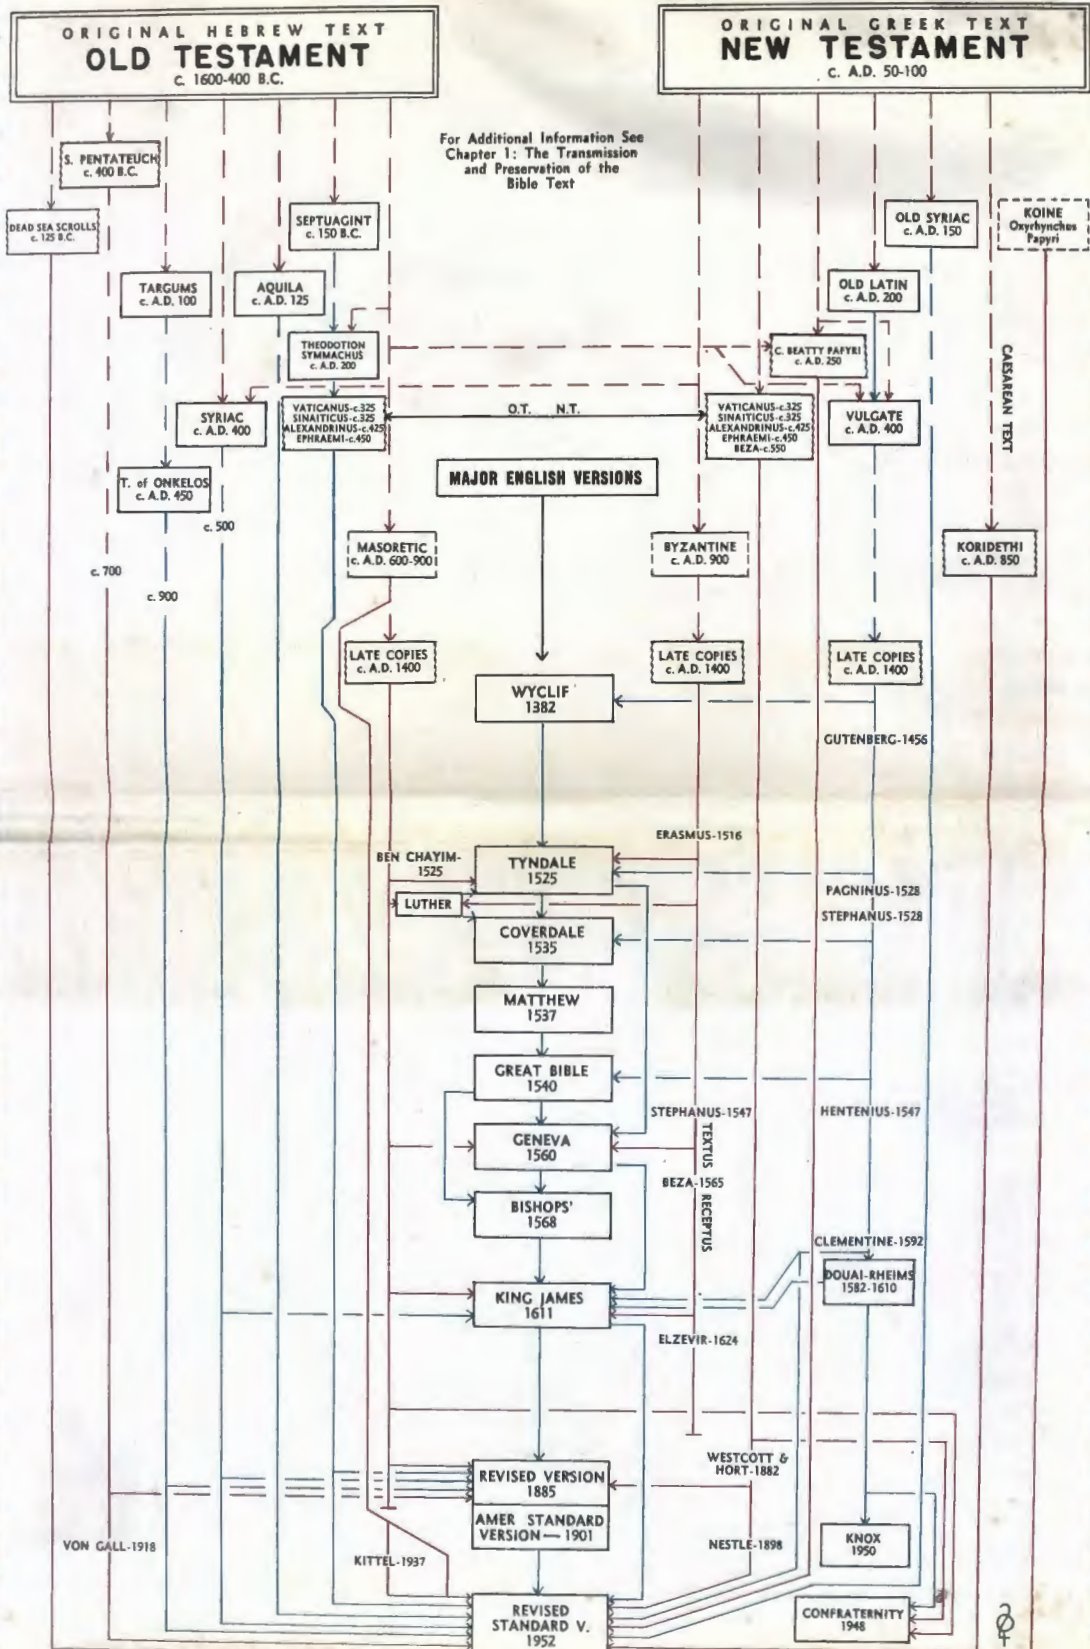 ORIGINAL HEBREW TEXT
OLD TESTAMENT
c. 1600-400 B.C.
ORIGINAL GREEK TEXT
NEW TESTAMENT
c. A.D. 50-100
For Additional Information See
Chapter 1: The Transmission
and Preservation of the
Bible Text
S. PENTATEUCH
c. 400 B.C.
DEAD SEA SCROLLS
c. 125 B.C.
SEPTUAGINT
c. 150 B.C.
OLD SYRIAC
c. A.D. 150
KOINE
Oxyrhynchus
Papyri
TARGUMS
c. A.D. 100
AQUILA
c. A.D. 125
OLD LATIN
c. A.D. 200
THEODOTION
SYMMACHUS
c. A.D. 200
C. BEATTY PAPYRI
c. A.D. 250
CAESAREAN TEXT
SYRIAC
c. A.D. 400
VATICANUS-c.325
SINAITICUS-c.325
ALEXANDRINUS-c.425
EPHRAEMI-c.450
O.T. N.T.
VATICANUS-c.325
SINAITICUS-c.325
ALEXANDRINUS-c.425
EPHRAEMI-c.450
BEZA-c.550
VULGATE
c. A.D. 400
T. of ONKELOS
c. A.D. 450
MAJOR ENGLISH VERSIONS
c. 500
c. 700
c. 900
MASORETIC
c. A.D. 600-900
BYZANTINE
c. A.D. 900
KORIDETHI
c. A.D. 850
LATE COPIES
c. A.D. 1400
LATE COPIES
c. A.D. 1400
LATE COPIES
c. A.D. 1400
WYCLIF
1382
GUTENBERG-1456
ERASMUS-1516
BEN CHAYIM-
1525
TYNDALE
1525
PAGNINUS-1528
LUTHER
STEPHANUS-1528
COVERDALE
1535
MATTHEW
1537
GREAT BIBLE
1540
STEPHANUS-1547
HENTENIUS-1547
TEXTUS RECEPTUS
GENEVA
1560
BEZA-1565
BISHOPS'
1568
CLEMENTINE-1592
DOUAI-RHEIMS
1582-1610
KING JAMES
1611
ELZEVIR-1624
WESTCOTT &
HORT-1882
REVISED VERSION
1885
AMER STANDARD
VERSION — 1901
VON GALL-1918
KITTEL-1937
NESTLE-1898
KNOX
1950
REVISED
STANDARD V.
1952
CONFRATERNITY
1948